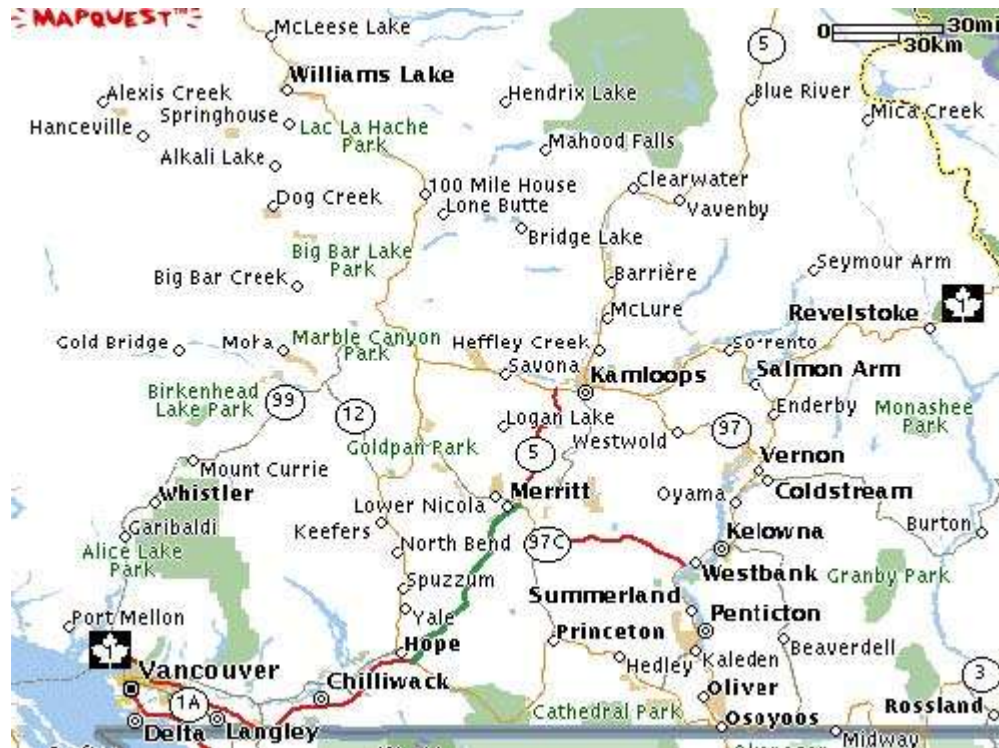 MAPQUEST
McLeese Lake
0 30mi
30km
5
Williams Lake
Alexis Creek
Springhouse
Hanceville
Lac La Hache
Park
Hendrix Lake
Blue River
Mica Creek
Alkali Lake
Mahood Falls
Dog Creek
100 Mile House
Lone Butte
Clearwater
Vavenby
Bridge Lake
Big Bar Lake
Park
Big Bar Creek
Barrière
Seymour Arm
McLure
Revelstoke
1
Gold Bridge
Moha
Marble Canyon
Park
Heffley Creek
Savona
Sorrento
Kamloops
Salmon Arm
Birkenhead
Lake Park
99
12
Logan Lake
Enderby
Monashee
Park
Goldpan Park
5
Westwold
97
Mount Currie
Vernon
Whistler
Merritt
Lower Nicola
Oyama
Coldstream
Garibaldi
Keefers
Burton
Alice Lake
Park
North Bend
97C
Kelowna
Westbank
Granby Park
Spuzzum
Summerland
Port Mellon
Yale
Penticton
1
Hope
Princeton
Beaverdell
Vancouver
Hedley
Kaleden
3
1A
Chilliwack
Oliver
Cathedral Park
Rossland
Delta
Langley
Osoyoos
Midway